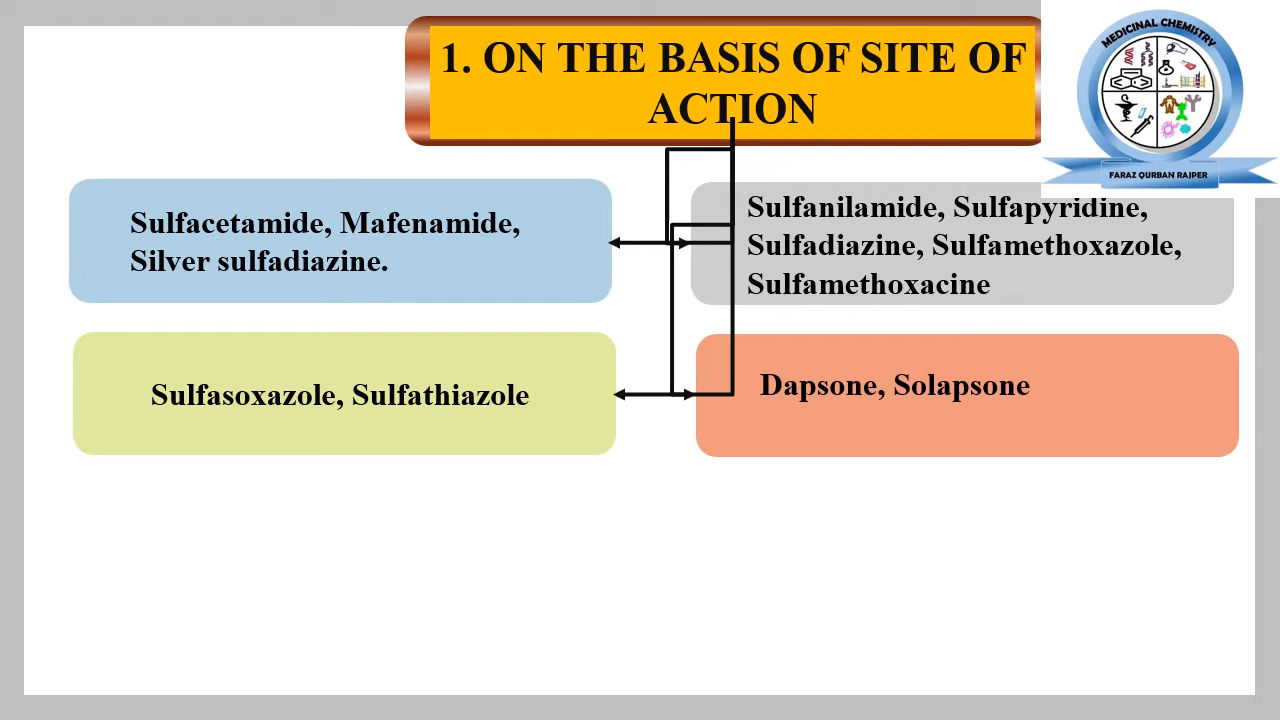 1. ON THE BASIS OF SITE OF
ACTION
MEDICINAL CHEMISTRY
FARAZ QURBAN RAJPER
Sulfacetamide, Mafenamide,
Silver sulfadiazine.
Sulfanilamide, Sulfapyridine,
Sulfadiazine, Sulfamethoxazole,
Sulfamethoxacine
Sulfasoxazole, Sulfathiazole
Dapsone, Solapsone